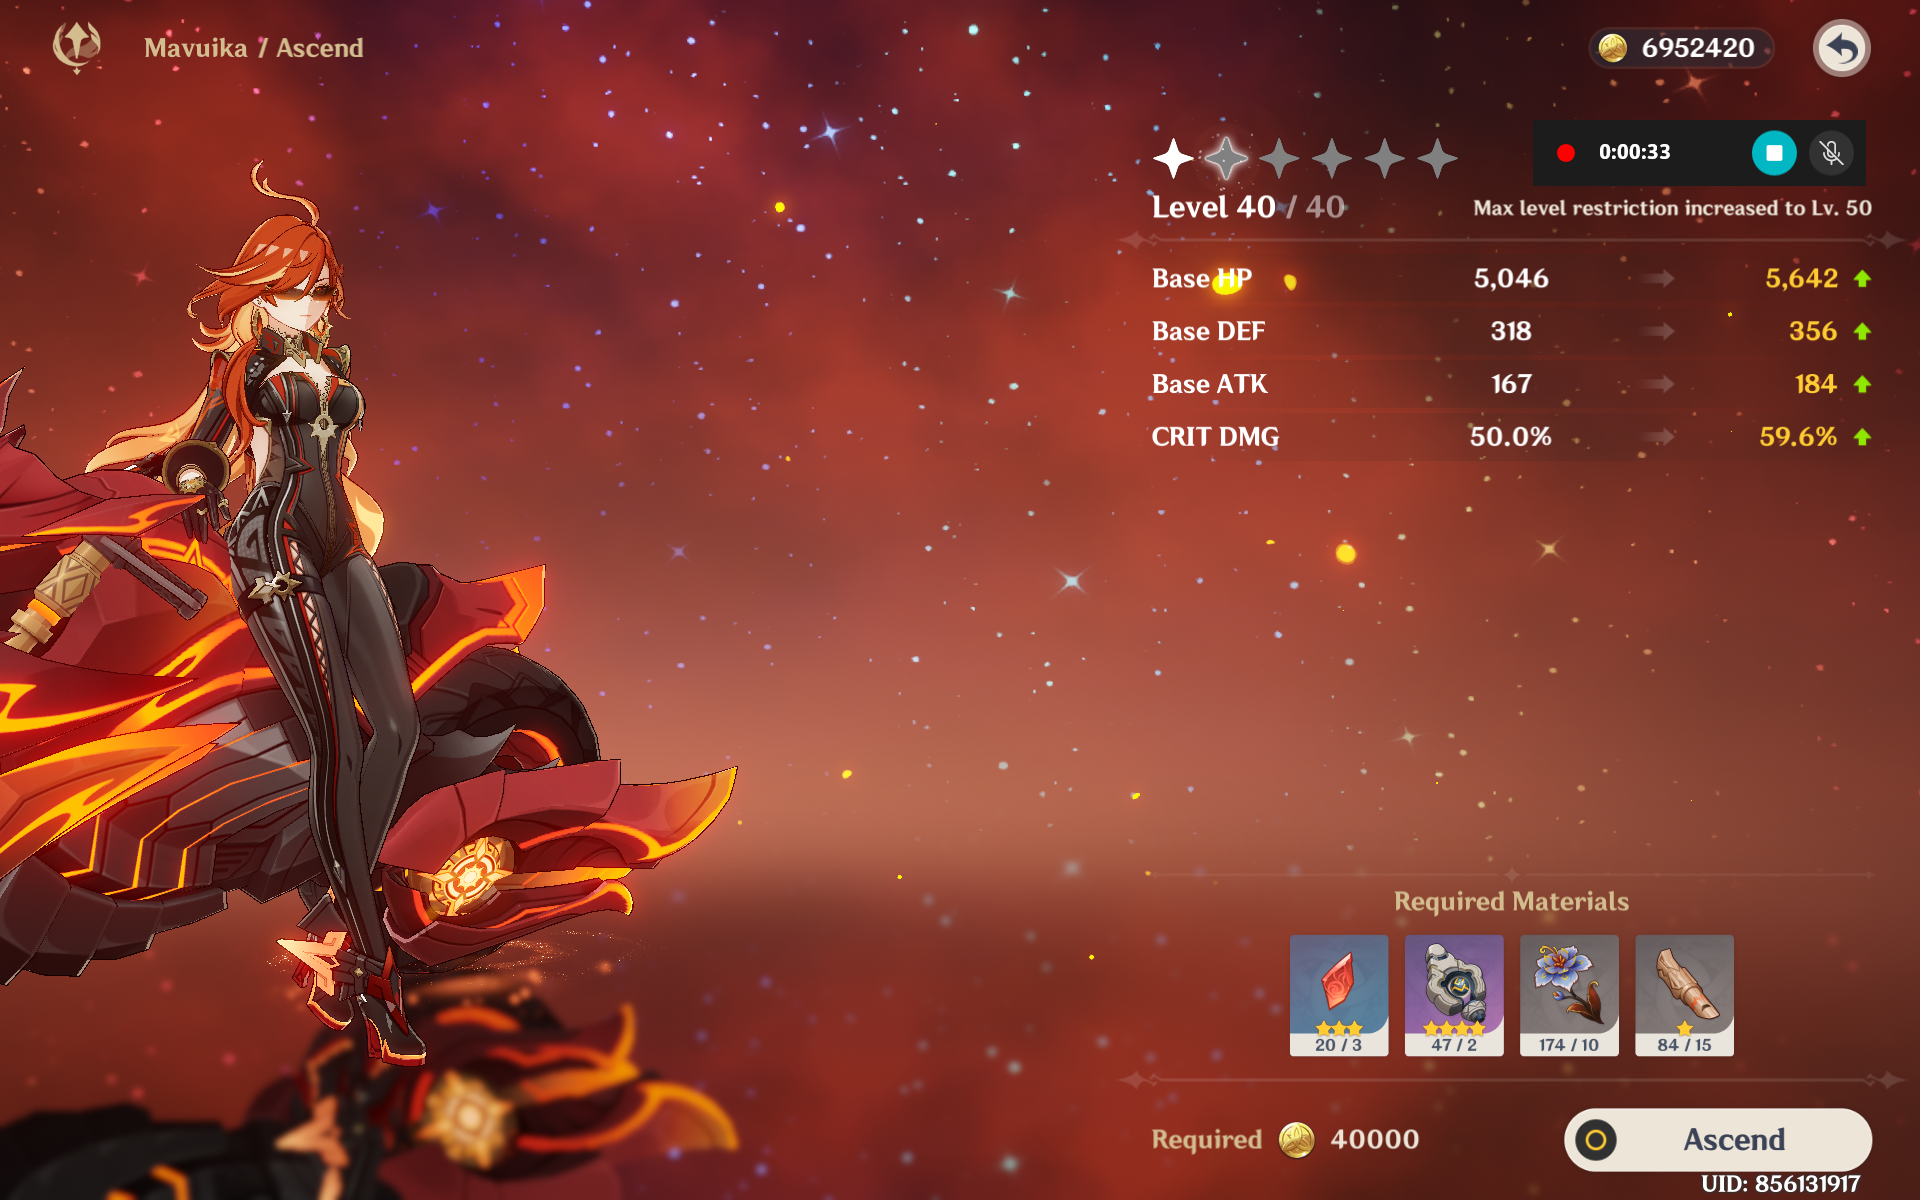 Mavuika / Ascend
6952420
0:00:33
Level 40 / 40
Max level restriction increased to Lv. 50
Base HP 5,046 5,642
Base DEF 318 356
Base ATK 167 184
CRIT DMG 50.0% 59.6%
Required Materials
20 / 3 47 / 2 174 / 10 84 / 15
Required 40000
Ascend
UID: 856131917